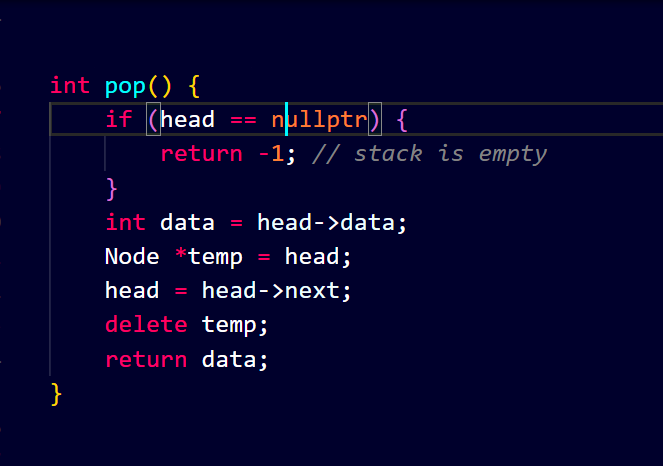 int pop() {
    if (head == nullptr) {
        return -1; // stack is empty
    }
    int data = head->data;
    Node *temp = head;
    head = head->next;
    delete temp;
    return data;
}